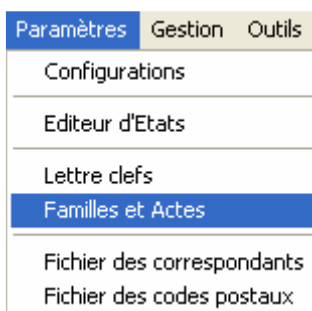 Paramètres Gestion Outils
Configurations
Editeur d'Etats
Lettre clefs
Familles et Actes
Fichier des correspondants
Fichier des codes postaux